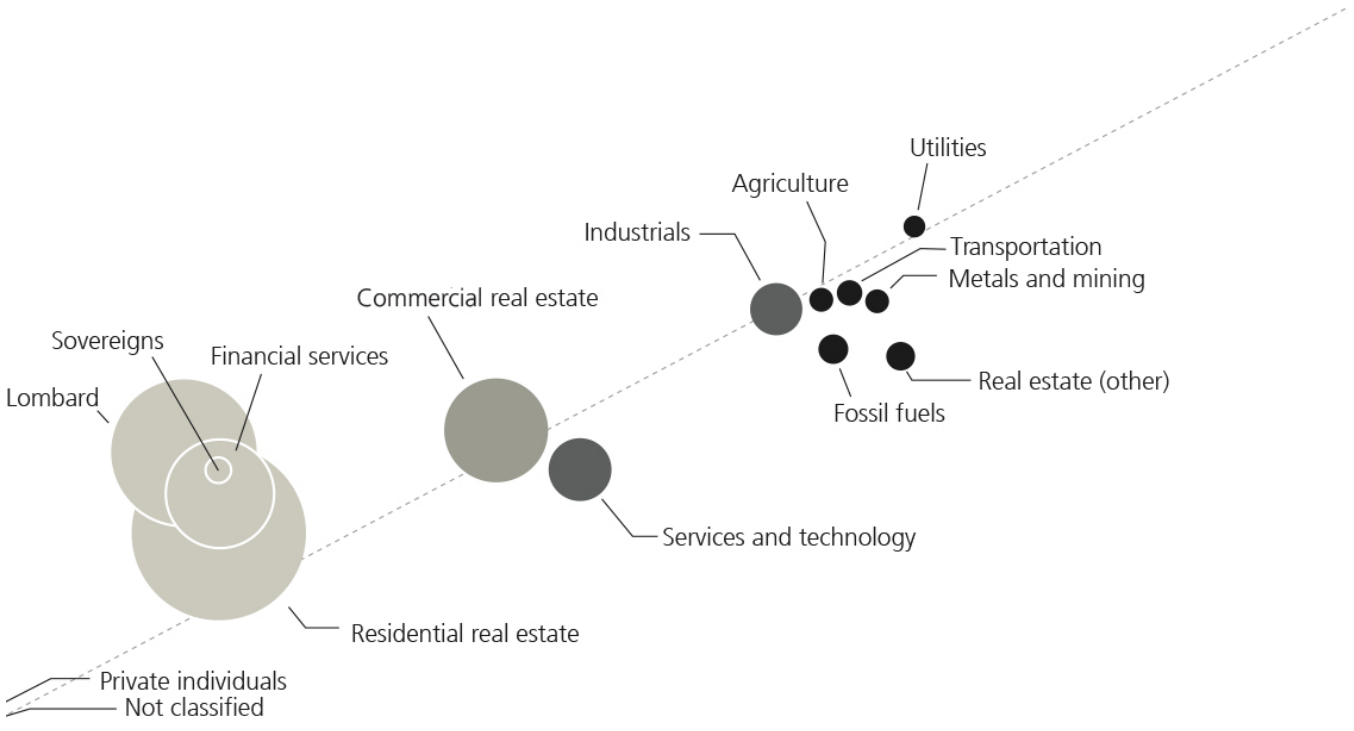 Utilities
Agriculture
Industrials
Transportation
Metals and mining
Commercial real estate
Sovereigns
Financial services
Lombard
Real estate (other)
Fossil fuels
Services and technology
Residential real estate
Private individuals
Not classified